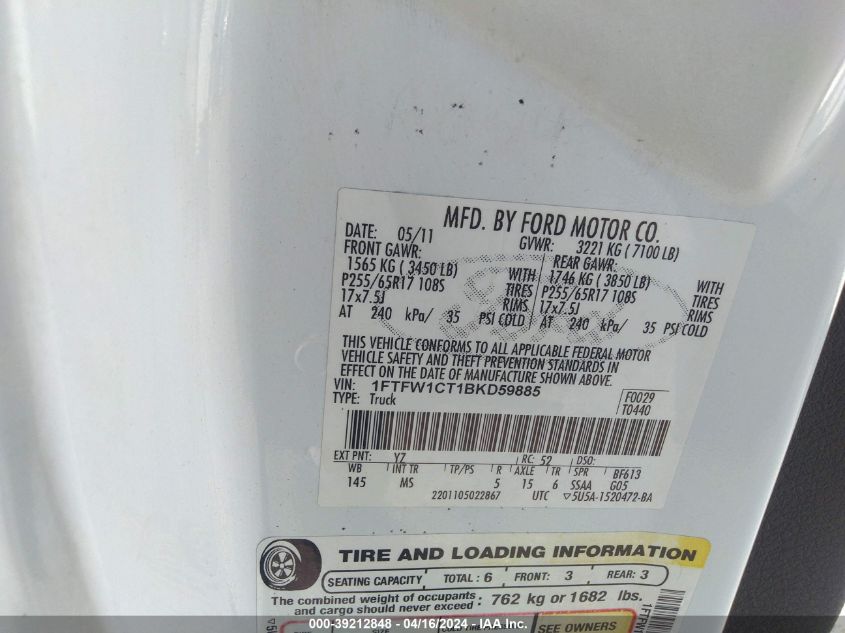 MFD. BY FORD MOTOR CO.
DATE: 05/11 GVWR: 3221 KG ( 7100 LB)
FRONT GAWR: REAR GAWR:
1565 KG ( 3450 LB) WITH 1746 KG ( 3850 LB) WITH
P255/65R17 108S TIRES P255/65R17 108S TIRES
17x7.5J RIMS 17x7.5J RIMS
AT 240 kPa/ 35 PSI COLD AT 240 kPa/ 35 PSI COLD
THIS VEHICLE CONFORMS TO ALL APPLICABLE FEDERAL MOTOR
VEHICLE SAFETY AND THEFT PREVENTION STANDARDS IN
EFFECT ON THE DATE OF MANUFACTURE SHOWN ABOVE.
VIN: 1FTFW1CT1BKD59885
TYPE: Truck
F0029
T0440
EXT PNT: YZ RC: 52 DSO:
WB INT TR TP/PS R AXLE TR SPR BF613
145 MS 5 15 6 SSAA G05
2201105022867 UTC ▽5U5A-1520472-BA
TIRE AND LOADING INFORMATION
SEATING CAPACITY TOTAL: 6 FRONT: 3 REAR: 3
The combined weight of occupants
and cargo should never exceed : 762 kg or 1682 lbs.
SEE OWNERS
000-39212848 - 04/16/2024 - IAA Inc.